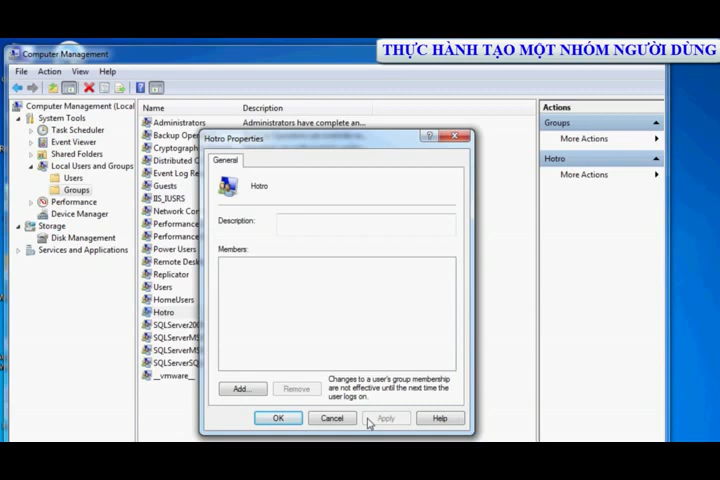 THỰC HÀNH TẠO MỘT NHÓM NGƯỜI DÙNG
Computer Management
File Action View Help
Computer Management (Local
System Tools
Task Scheduler
Event Viewer
Shared Folders
Local Users and Groups
Users
Groups
Performance
Device Manager
Storage
Disk Management
Services and Applications
Name Description
Administrators Administrators have complete an...
Backup Ope
Cryptograph
Distributed C
Event Log Re
Guests
IIS_IUSRS
Network Con
Performance
Performance
Power Users
Remote Desk
Replicator
Users
HomeUsers
Hotro
SQLServer200
SQLServerMS
SQLServerMS
SQLServerSQ
__vmware__
Hotro Properties
General
Hotro
Description:
Members:
Add...
Remove
Changes to a user's group membership
are not effective until the next time the
user logs on.
OK Cancel Apply Help
Actions
Groups
More Actions
Hotro
More Actions